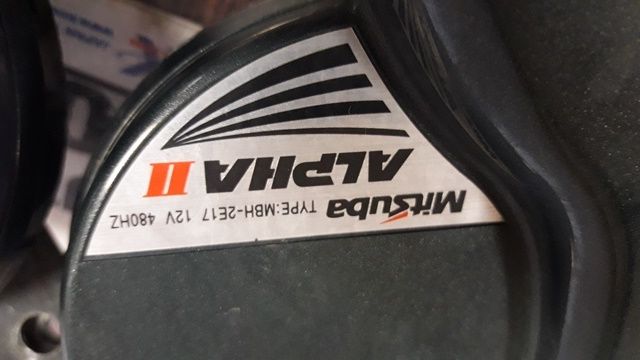 Mitsuba
TYPE:MBH-2E17 12V 480HZ
ALPHA II